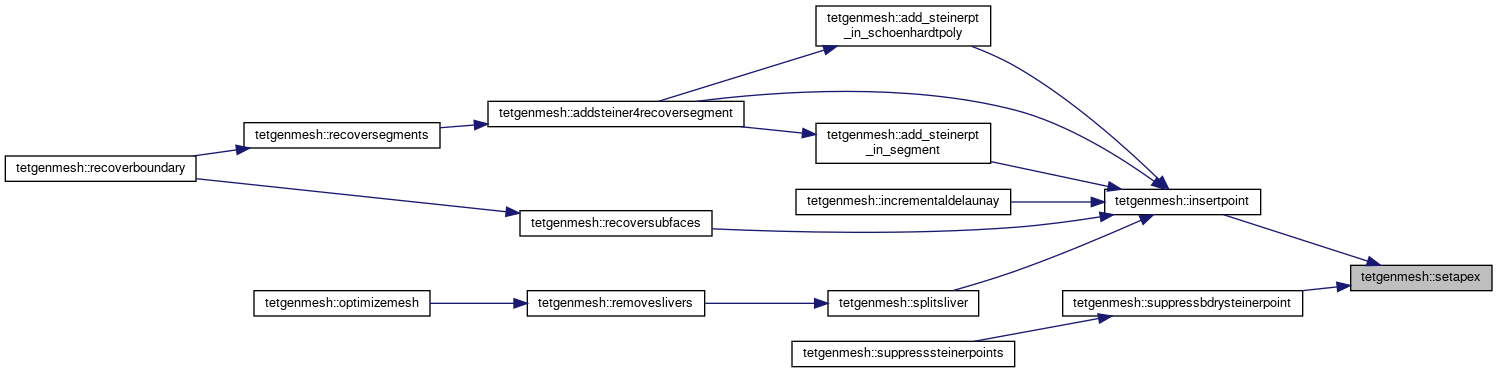 tetgenmesh::add_steinerpt
_in_schoenhardtpoly
tetgenmesh::addsteiner4recoversegment
tetgenmesh::recoversegments
tetgenmesh::add_steinerpt
_in_segment
tetgenmesh::recoverboundary
tetgenmesh::incrementaldelaunay
tetgenmesh::insertpoint
tetgenmesh::recoversubfaces
tetgenmesh::setapex
tetgenmesh::optimizemesh
tetgenmesh::removeslivers
tetgenmesh::splitsliver
tetgenmesh::suppressbdrysteinerpoint
tetgenmesh::suppresssteinerpoints